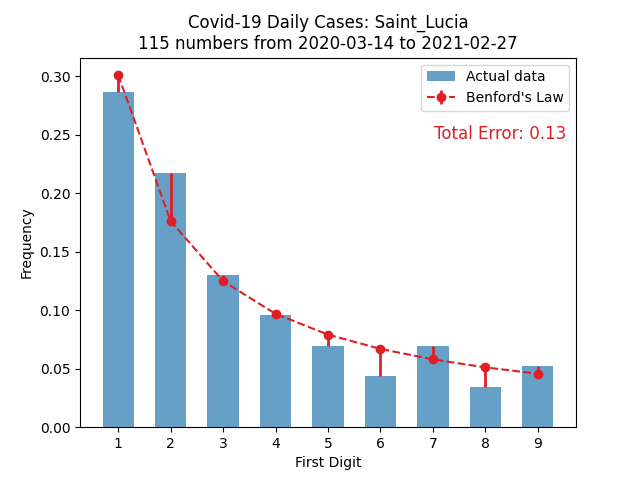 Covid-19 Daily Cases: Saint_Lucia
115 numbers from 2020-03-14 to 2021-02-27
Actual data
Benford's Law
Total Error: 0.13
Frequency
0.30
0.25
0.20
0.15
0.10
0.05
0.00
1 2 3 4 5 6 7 8 9
First Digit